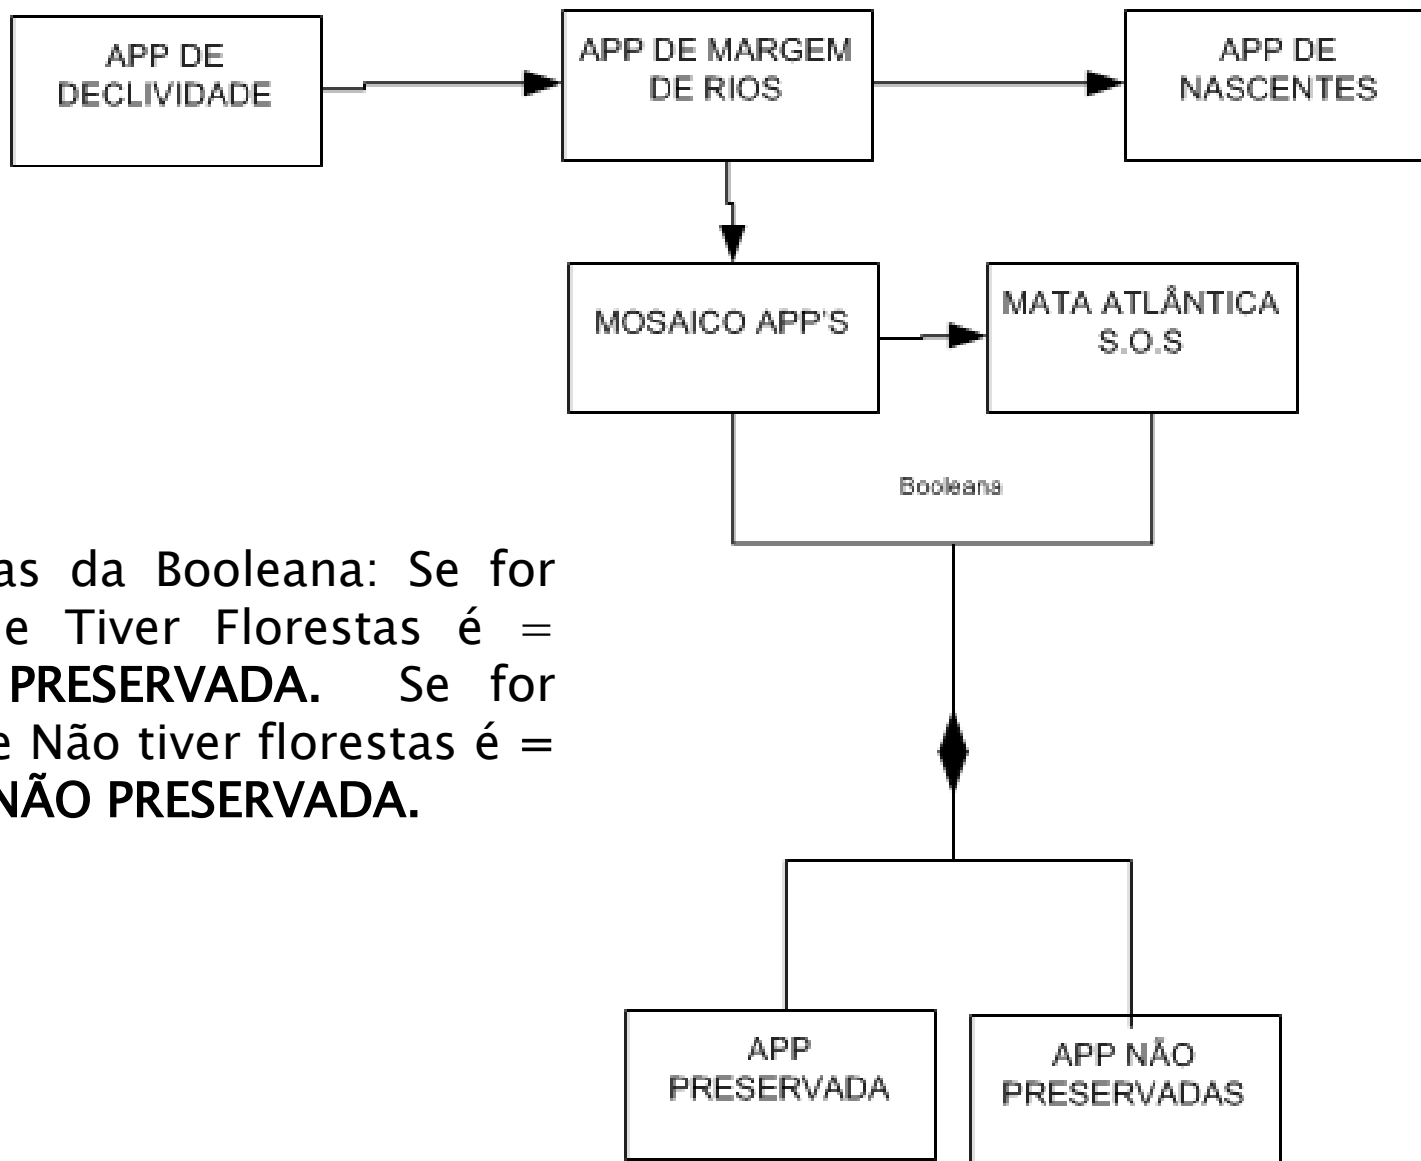 APP DE
DECLIVIDADE
APP DE MARGEM
DE RIOS
APP DE
NASCENTES
MOSAICO APP'S
MATA ATLÂNTICA
S.O.S
Booleana
as da Booleana: Se for
e Tiver Florestas é =
PRESERVADA. Se for
e Não tiver florestas é =
NÃO PRESERVADA.
APP
PRESERVADA
APP NÃO
PRESERVADAS